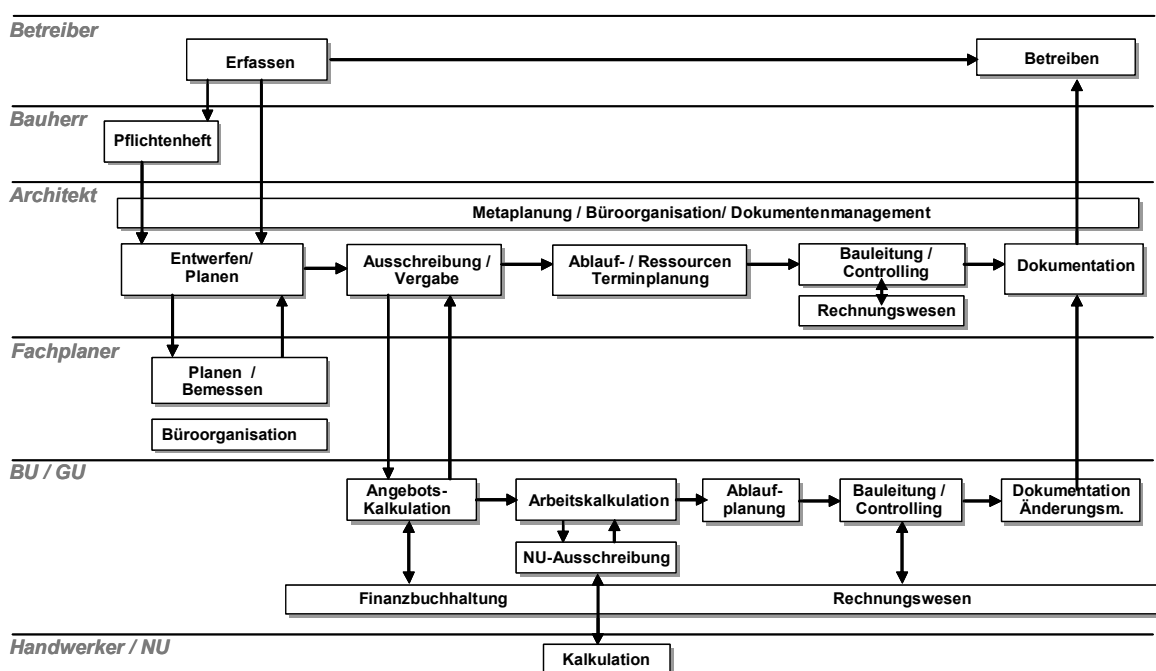 Betreiber
Erfassen
Betreiben
Bauherr
Pflichtenheft
Architekt
Metaplanung / Büroorganisation/ Dokumentenmanagement
Entwerfen/
Planen
Ausschreibung /
Vergabe
Ablauf- / Ressourcen
Terminplanung
Bauleitung /
Controlling
Dokumentation
Rechnungswesen
Fachplaner
Planen /
Bemessen
Büroorganisation
BU / GU
Angebots-
Kalkulation
Arbeitskalkulation
Ablauf-
planung
Bauleitung /
Controlling
Dokumentation
Änderungsm.
NU-Ausschreibung
Finanzbuchhaltung
Rechnungswesen
Handwerker / NU
Kalkulation